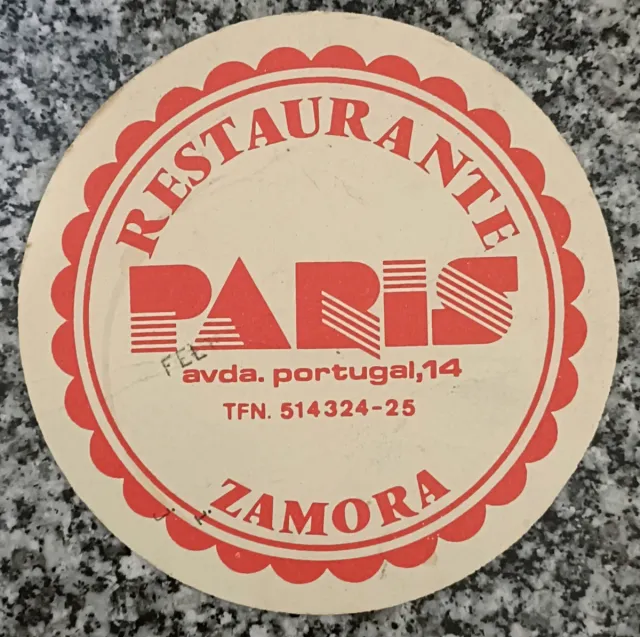 RESTAURANTE
PARIS
avda. portugal,14
TFN. 514324-25
ZAMORA